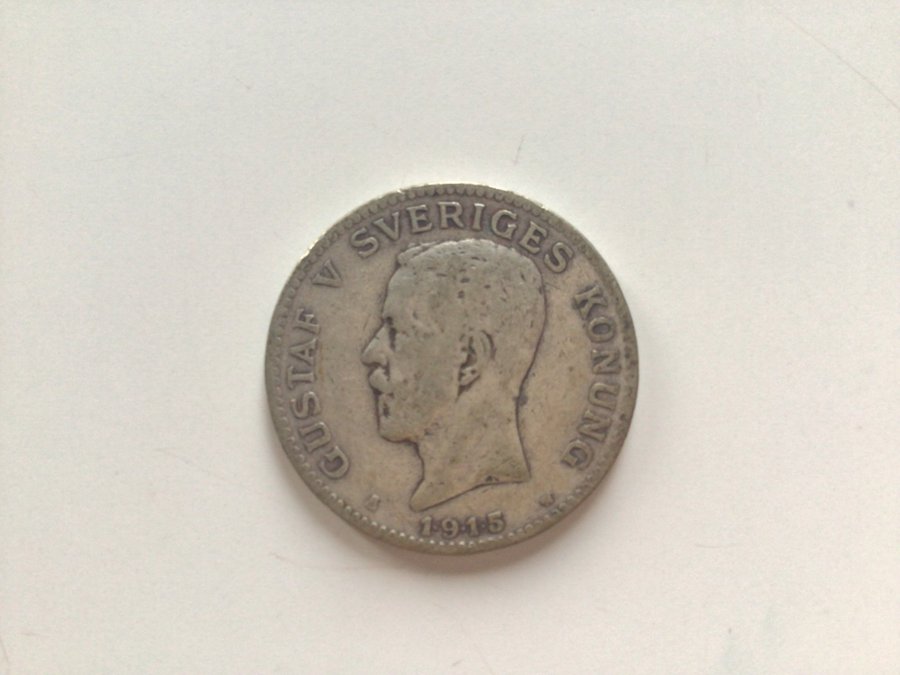 GUSTAF V SVERIGES KONUNG
1915
W